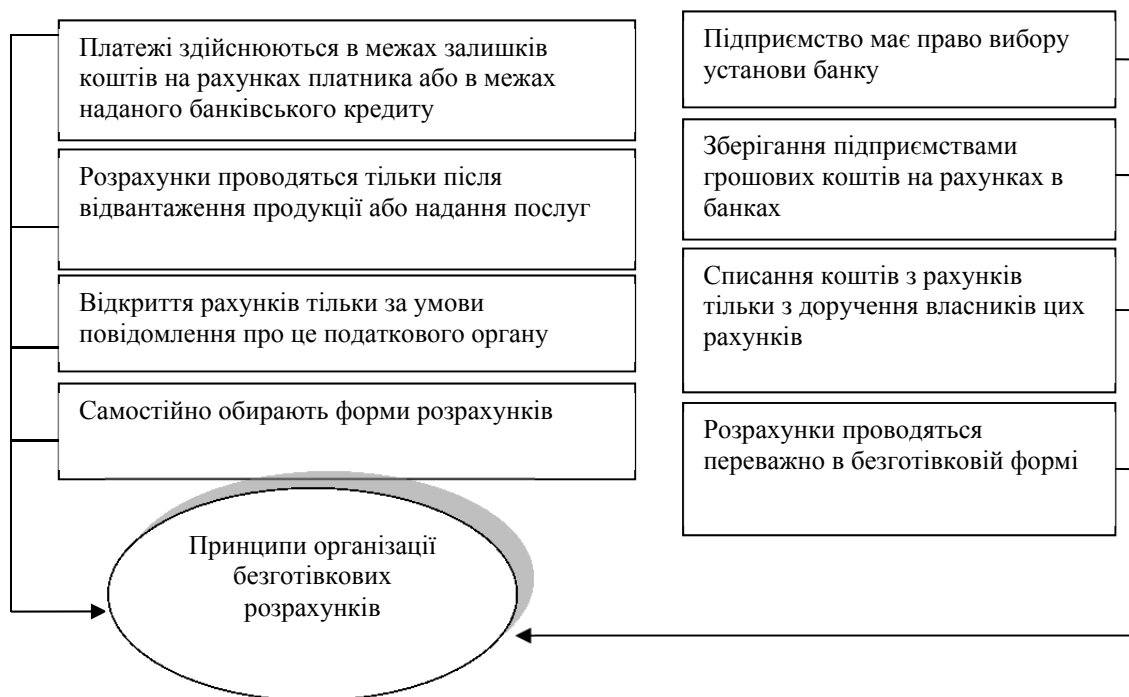 Платежі здійснюються в межах залишків
коштів на рахунках платника або в межах
наданого банківського кредиту
Розрахунки проводяться тільки після
відвантаження продукції або надання послуг
Відкриття рахунків тільки за умови
повідомлення про це податкового органу
Самостійно обирають форми розрахунків
Підприємство має право вибору
установи банку
Зберігання підприємствами
грошових коштів на рахунках в
банках
Списання коштів з рахунків
тільки з доручення власників цих
рахунків
Розрахунки проводяться
переважно в безготівковій формі
Принципи організації
безготівкових
розрахунків